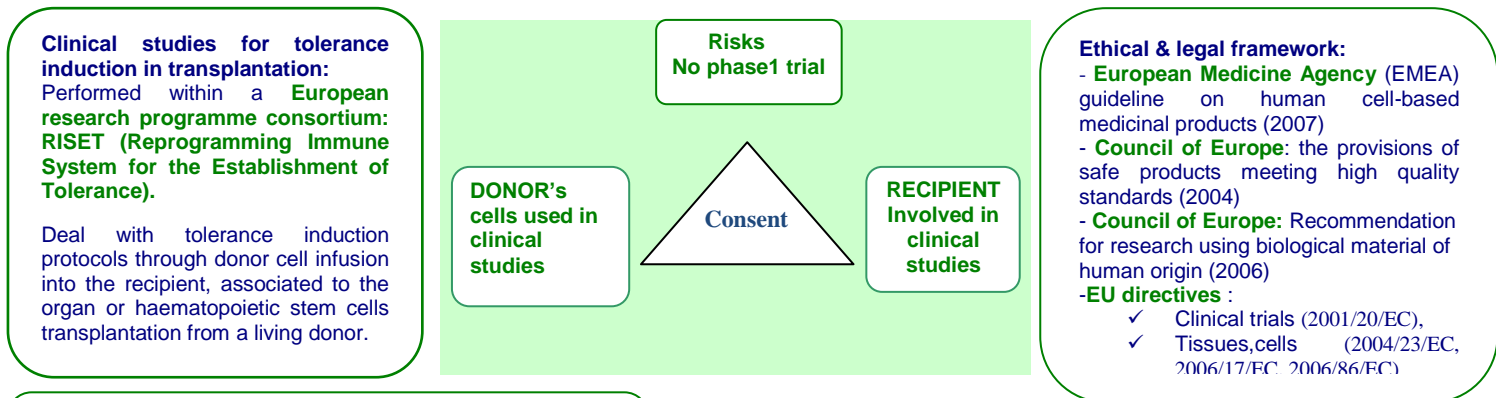 Clinical studies for tolerance
induction in transplantation:
Performed within a European
research programme consortium:
RISET (Reprogramming Immune
System for the Establishment of
Tolerance).
Deal with tolerance induction
protocols through donor cell infusion
into the recipient, associated to the
organ or haematopoietic stem cells
transplantation from a living donor.
Risks
No phase1 trial
DONOR's
cells used in
clinical
studies
Consent
RECIPIENT
Involved in
clinical
studies
Ethical & legal framework:
- European Medicine Agency (EMEA)
guideline on human cell-based
medicinal products (2007)
- Council of Europe: the provisions of
safe products meeting high quality
standards (2004)
- Council of Europe: Recommendation
for research using biological material of
human origin (2006)
-EU directives :
✓ Clinical trials (2001/20/EC),
✓ Tissues,cells (2004/23/EC,
2006/17/EC, 2006/86/EC)